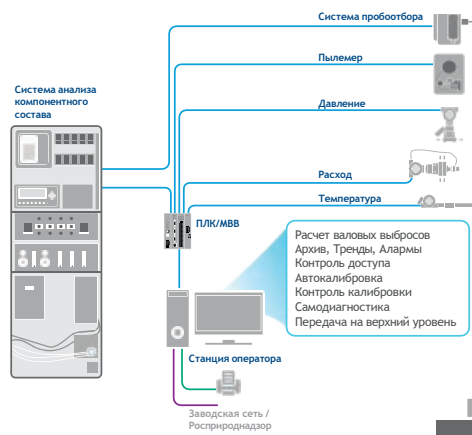 Система пробоотбора
Пылемер
Система анализа
компонентного
состава
Давление
Расход
Температура
ПЛК/МВВ
Расчет валовых выбросов
Архив, Тренды, Алармы
Контроль доступа
Автокалибровка
Контроль калибровки
Самодиагностика
Передача на верхний уровень
Станция оператора
Заводская сеть /
Росприроднадзор